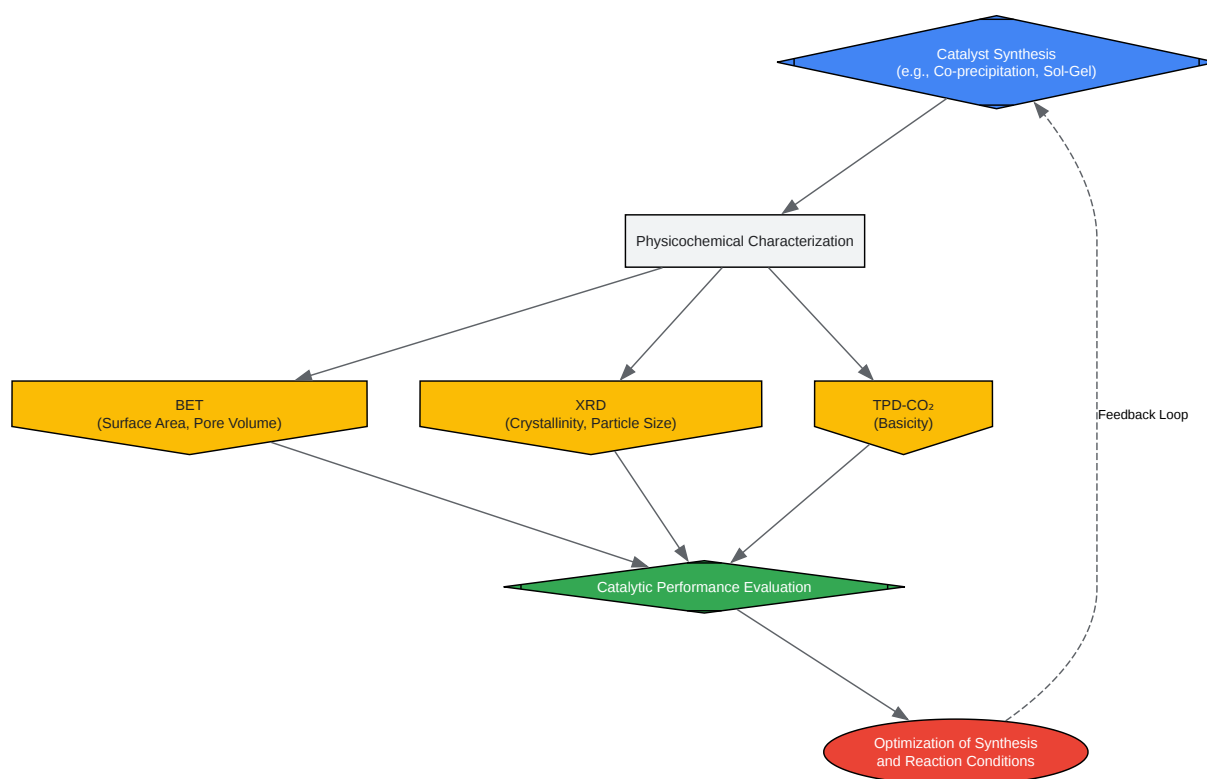 Catalyst Synthesis
(e.g., Co-precipitation, Sol-Gel)
Physicochemical Characterization
BET
(Surface Area, Pore Volume)
XRD
(Crystallinity, Particle Size)
TPD-CO₂
(Basicity)
Feedback Loop
Catalytic Performance Evaluation
Optimization of Synthesis
and Reaction Conditions